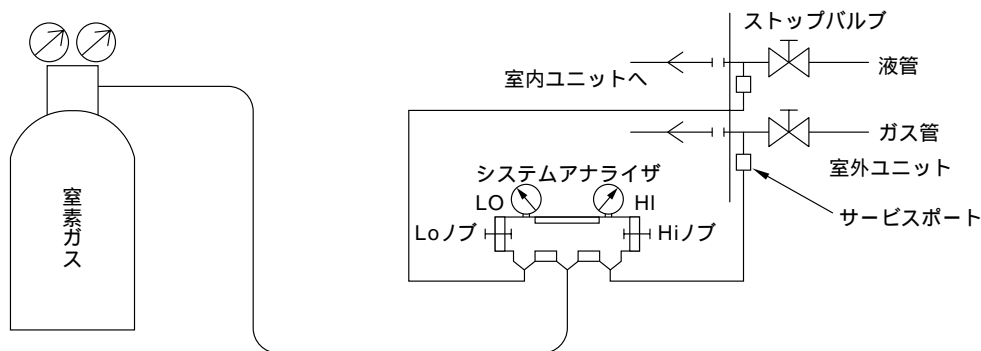 ストップバルブ
液管
室内ユニットへ
ガス管
室外ユニット
システムアナライザ
LO
HI
サービスポート
Loノブ
Hiノブ
窒素ガス